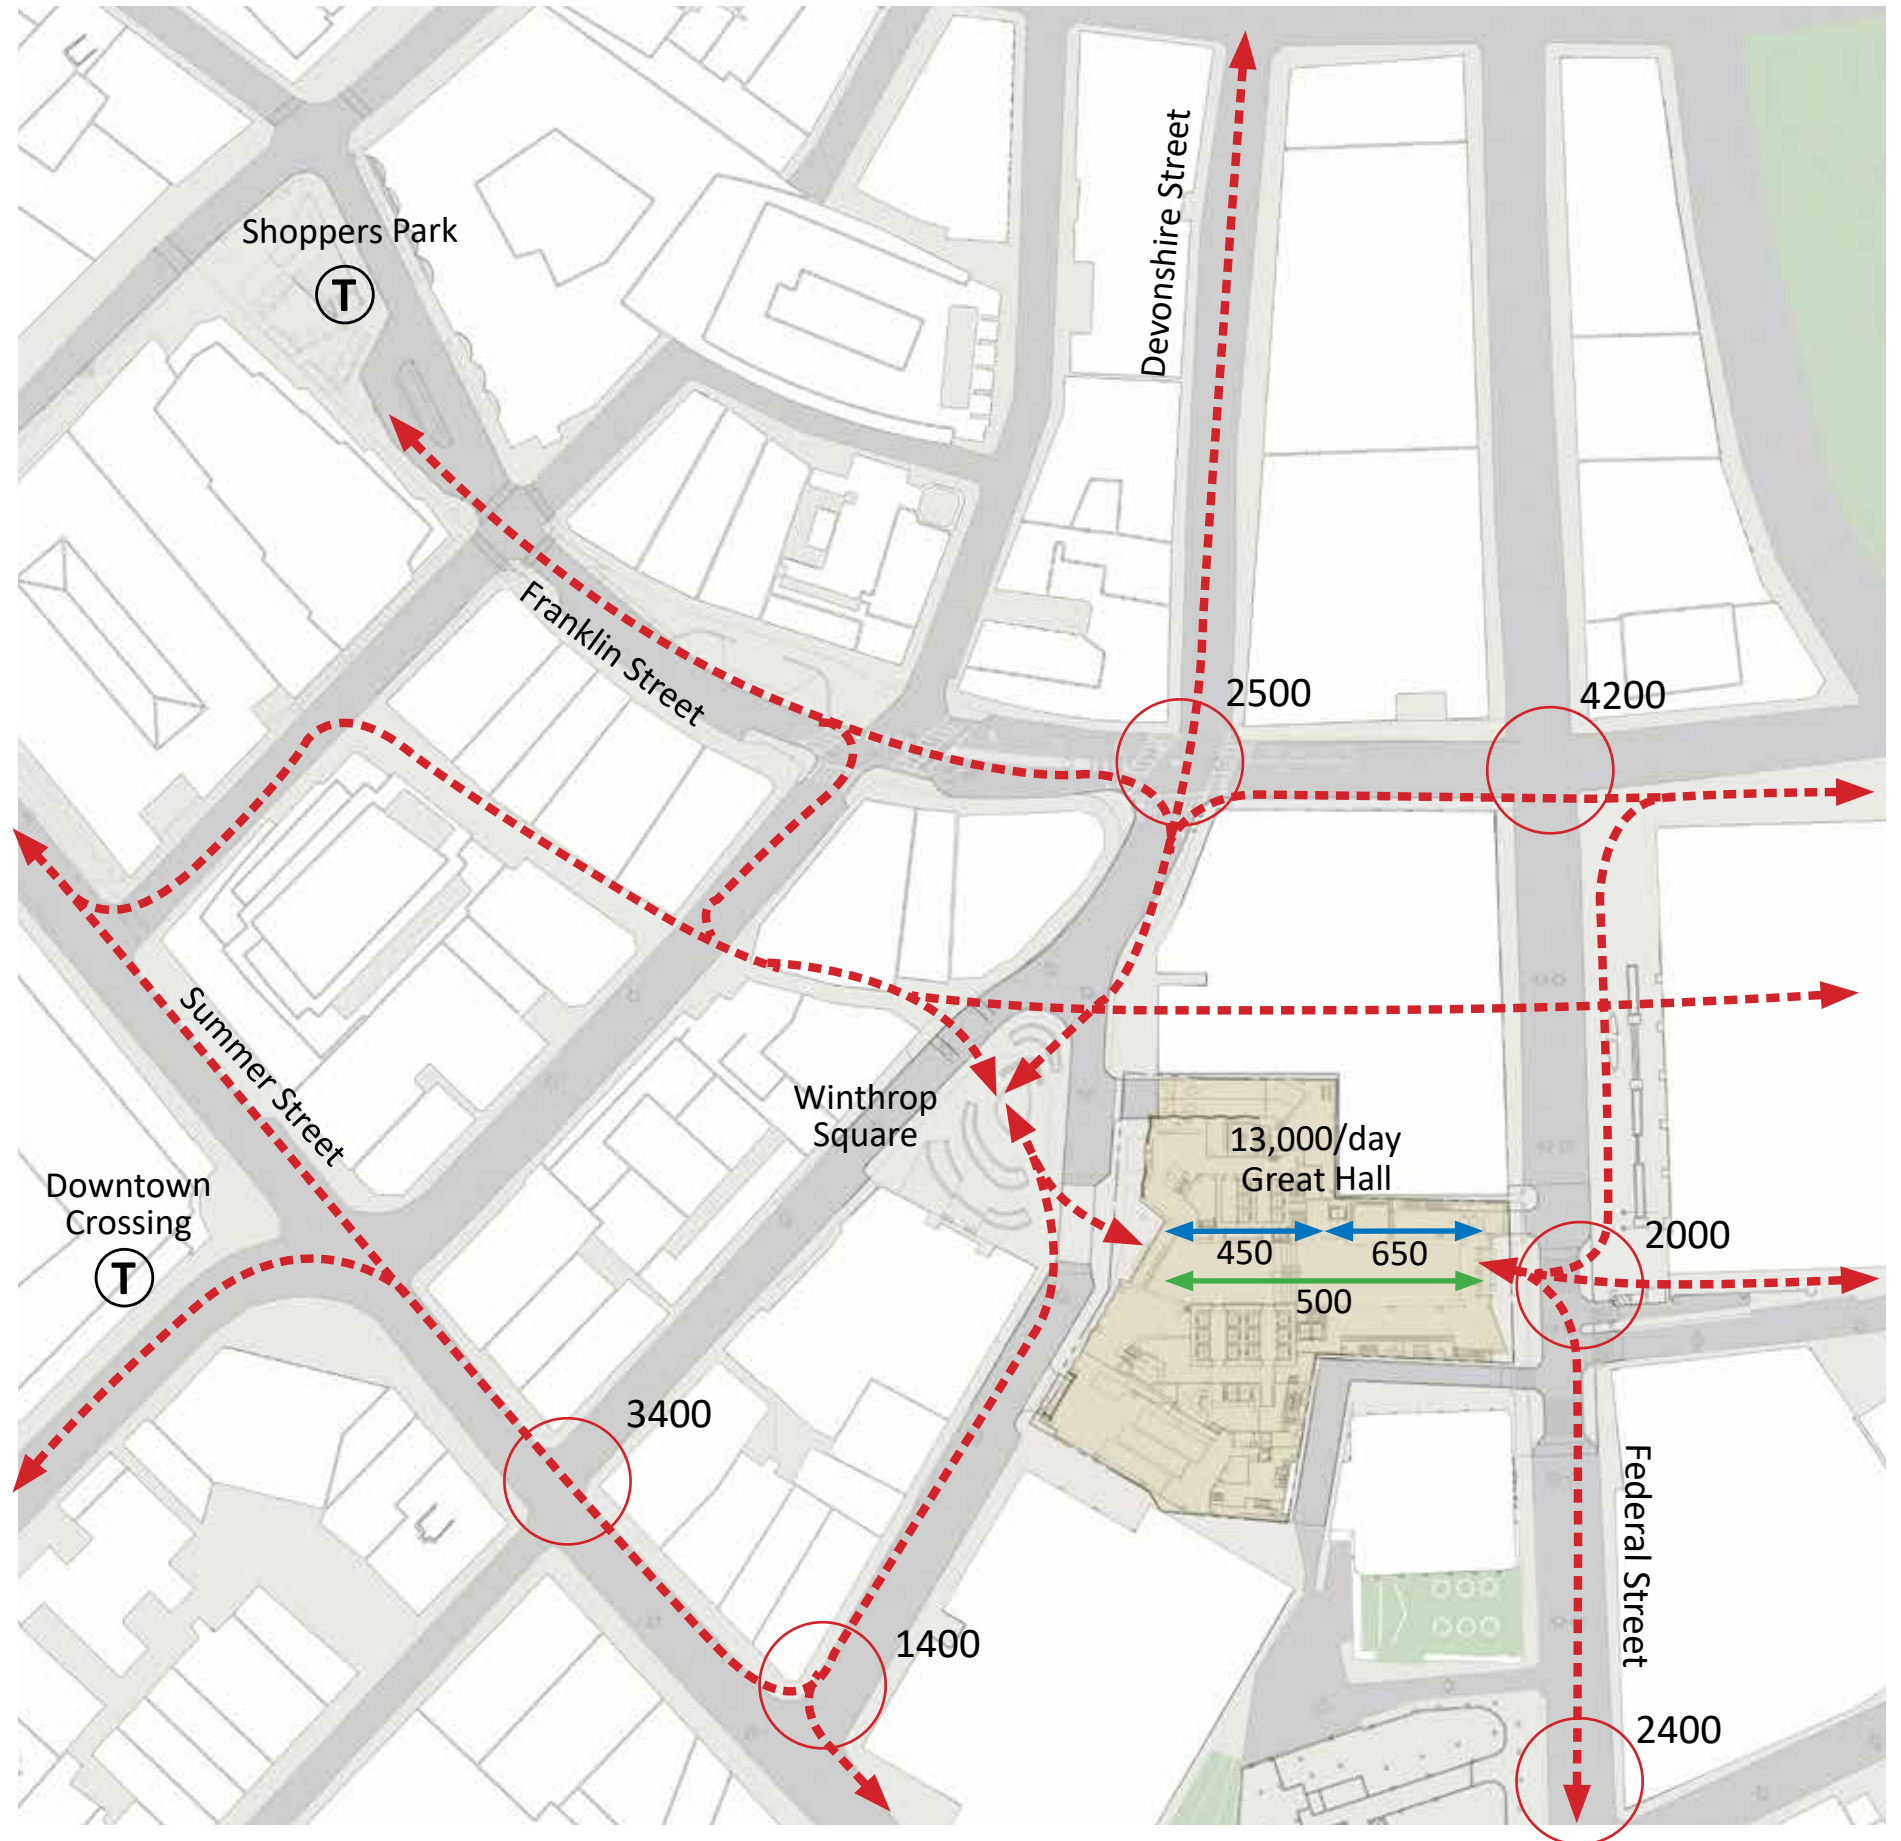 Devonshire Street
Shoppers Park
T
Franklin Street
2500
4200
Summer Street
Winthrop
Square
13,000/day
Great Hall
Downtown
Crossing
T
450
650
500
2000
3400
Federal Street
1400
2400